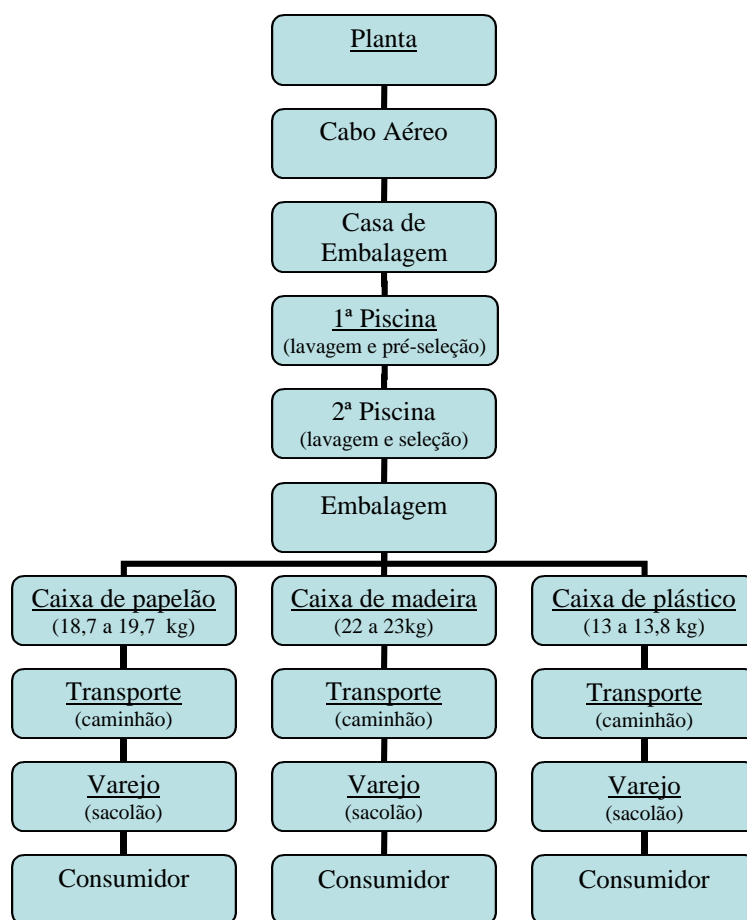 Planta
Cabo Aéreo
Casa de
Embalagem
1ª Piscina
(lavagem e pré-seleção)
2ª Piscina
(lavagem e seleção)
Embalagem
Caixa de papelão
(18,7 a 19,7 kg)
Caixa de madeira
(22 a 23kg)
Caixa de plástico
(13 a 13,8 kg)
Transporte
(caminhão)
Transporte
(caminhão)
Transporte
(caminhão)
Varejo
(sacolão)
Varejo
(sacolão)
Varejo
(sacolão)
Consumidor
Consumidor
Consumidor